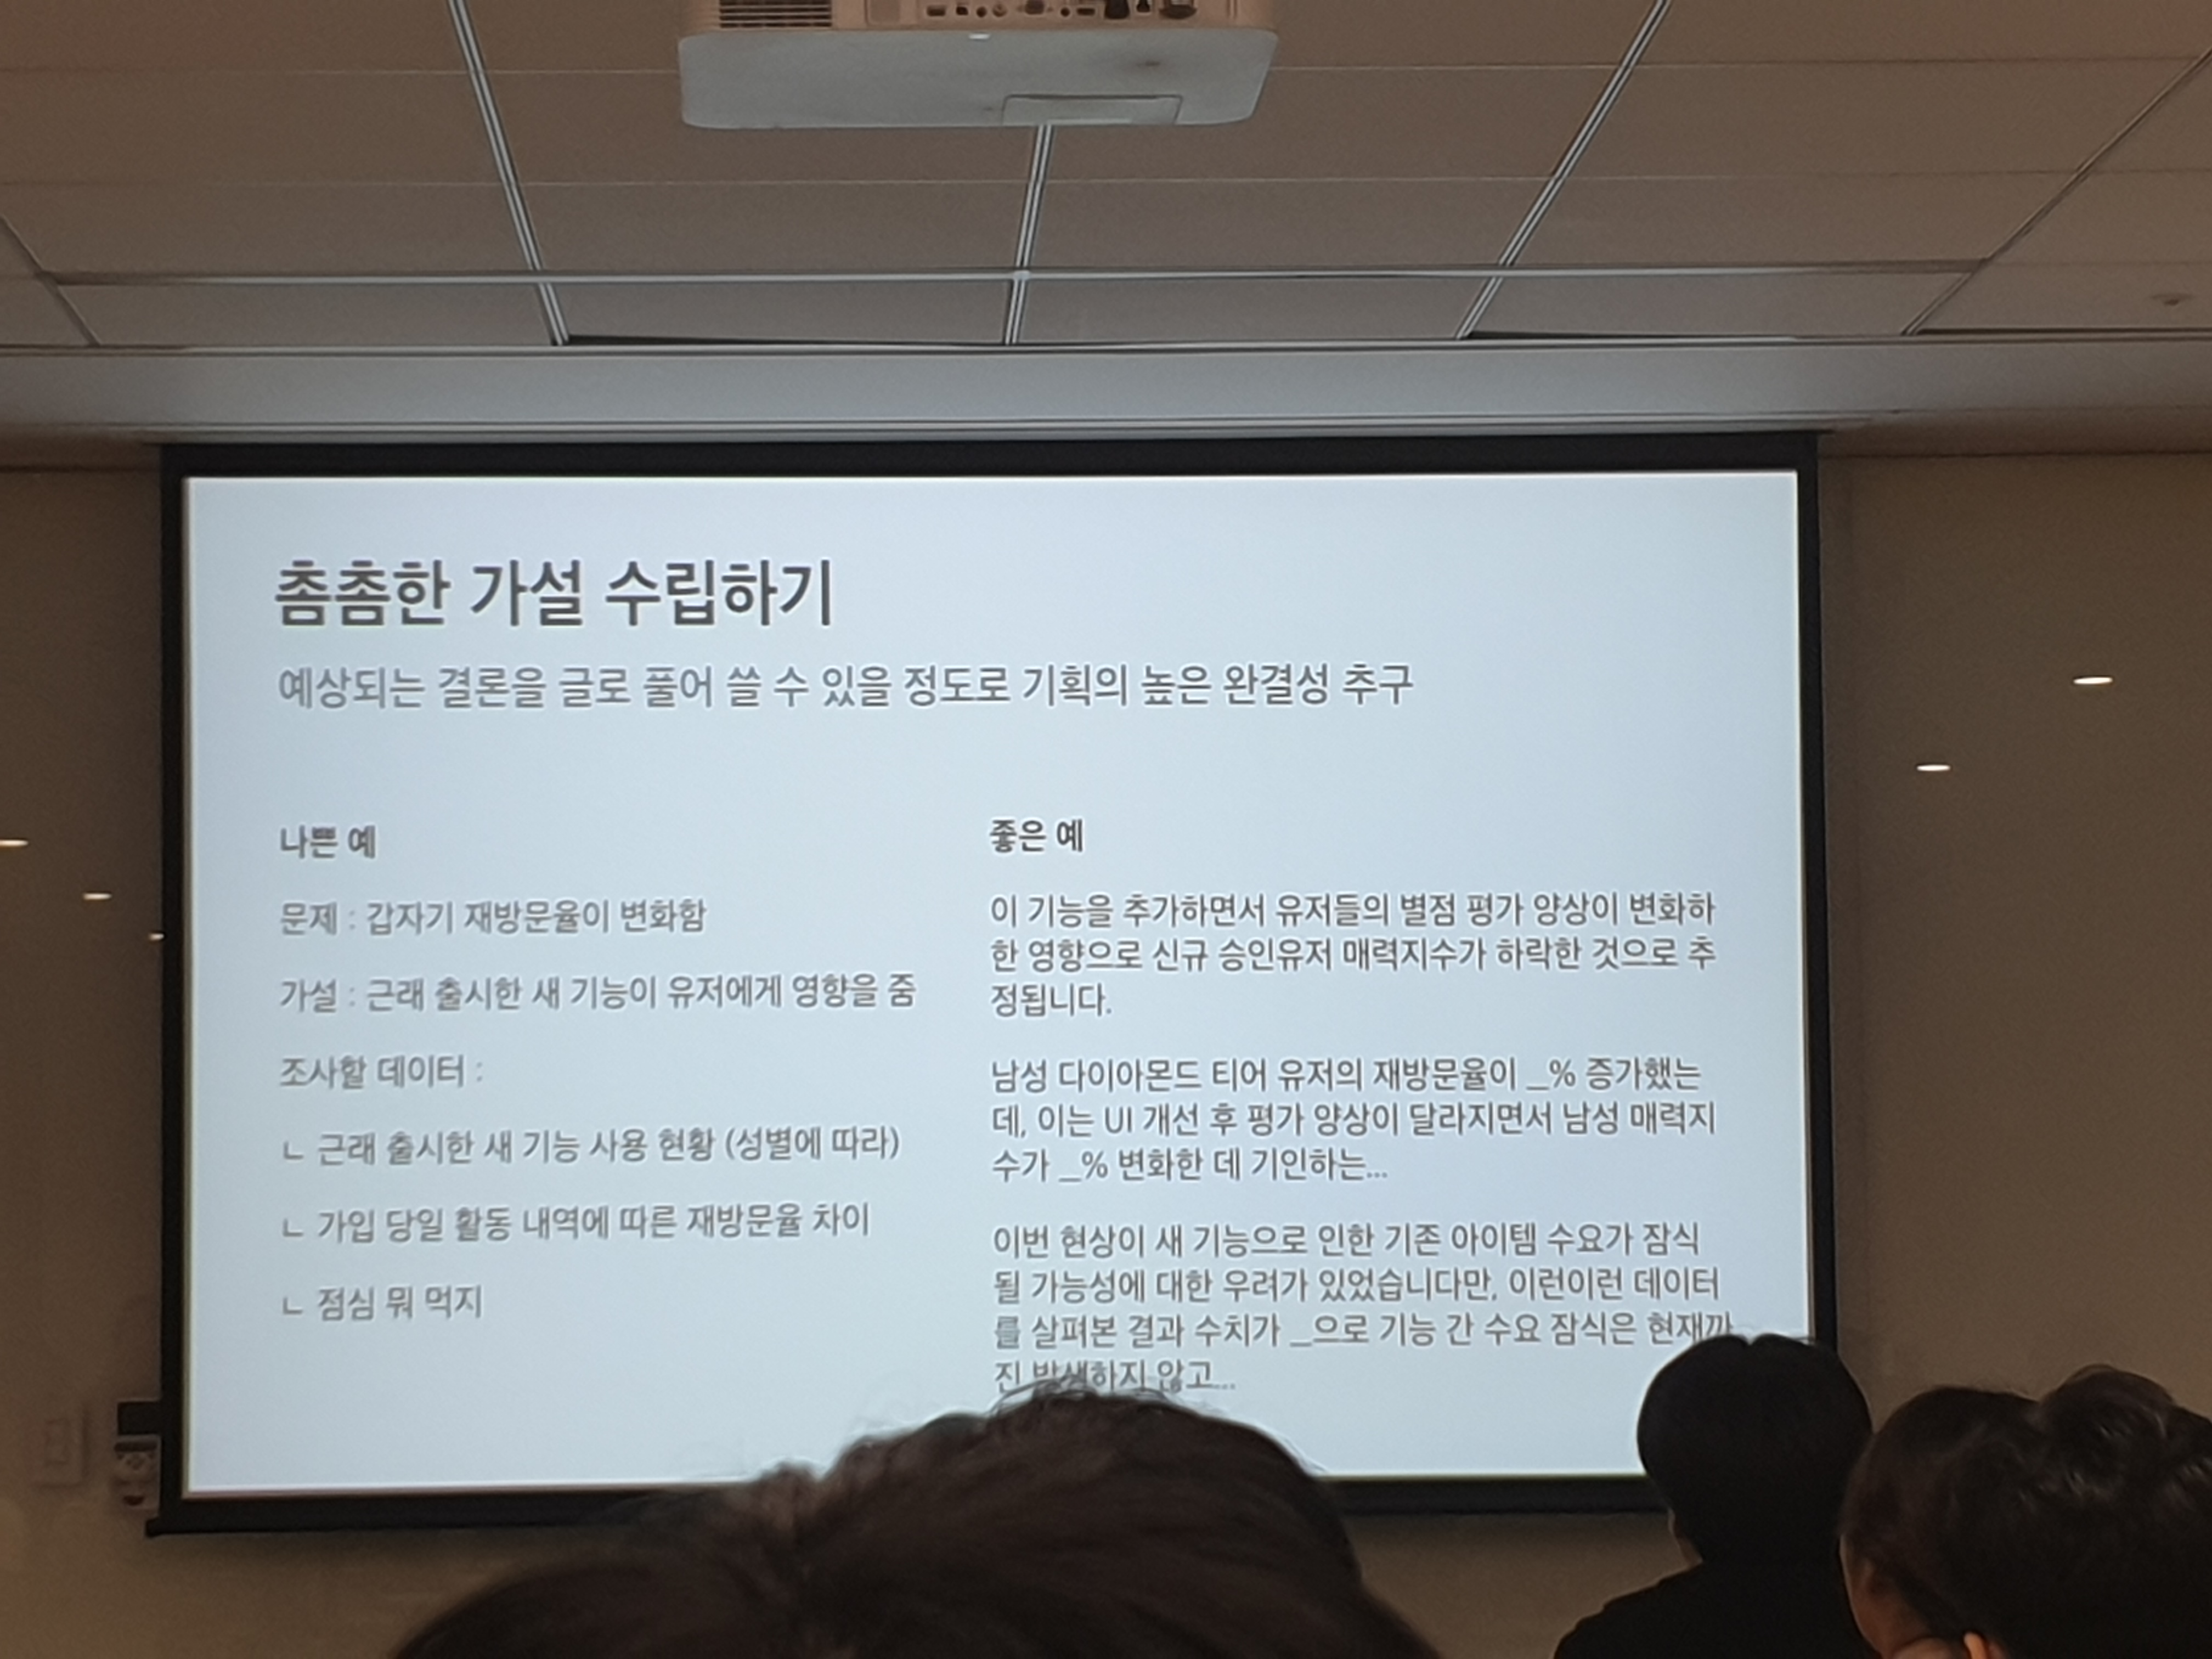 촘촘한 가설 수립하기
예상되는 결론을 글로 풀어 쓸 수 있을 정도로 기획의 높은 완결성 추구
나쁜 예
문제 : 갑자기 재방문율이 변화함
가설 : 근래 출시한 새 기능이 유저에게 영향을 줌
조사할 데이터 :
ㄴ 근래 출시한 새 기능 사용 현황 (성별에 따라)
ㄴ 가입 당일 활동 내역에 따른 재방문율 차이
ㄴ 점심 뭐 먹지
좋은 예
이 기능을 추가하면서 유저들의 별점 평가 양상이 변화하
한 영향으로 신규 승인유저 매력지수가 하락한 것으로 추
정됩니다.
남성 다이아몬드 티어 유저의 재방문율이 _% 증가했는
데, 이는 UI 개선 후 평가 양상이 달라지면서 남성 매력지
수가 _% 변화한 데 기인하는...
이번 현상이 새 기능으로 인한 기존 아이템 수요가 잠식
될 가능성에 대한 우려가 있었습니다만, 이런이런 데이터
를 살펴본 결과 수치가 _으로 기능 간 수요 잠식은 현재까
진 발생하지 않고...